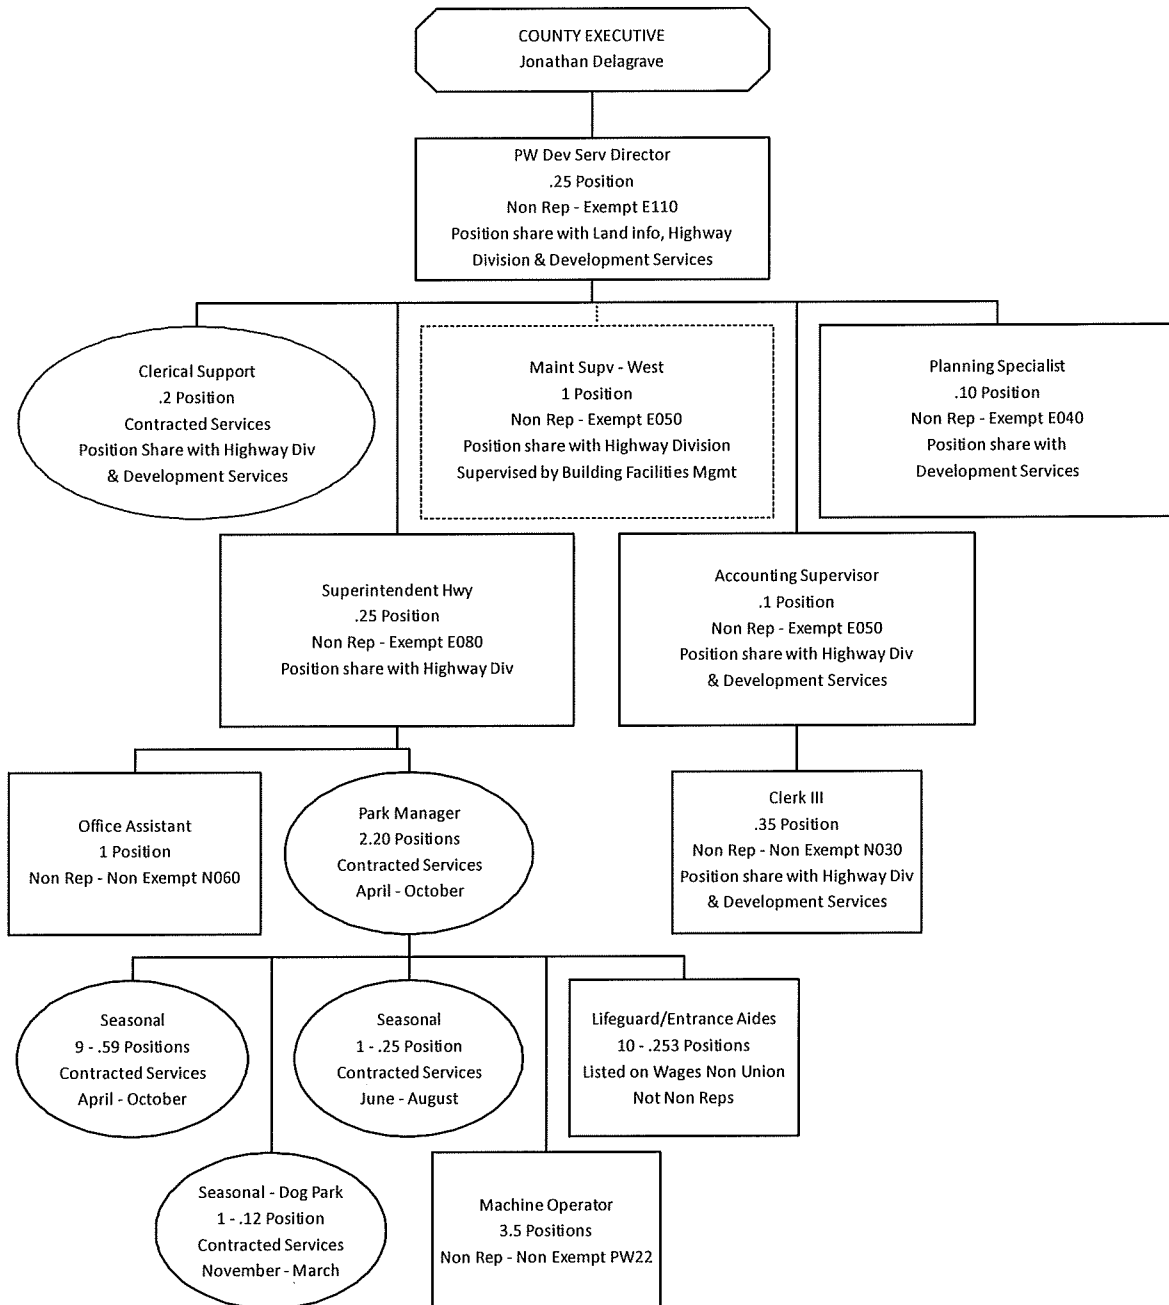 COUNTY EXECUTIVE
Jonathan Delagrave
PW Dev Serv Director
.25 Position
Non Rep - Exempt E110
Position share with Land info, Highway
Division & Development Services
Clerical Support
.2 Position
Contracted Services
Position Share with Highway Div
& Development Services
Maint Supv - West
1 Position
Non Rep - Exempt E050
Position share with Highway Division
Supervised by Building Facilities Mgmt
Planning Specialist
.10 Position
Non Rep - Exempt E040
Position share with
Development Services
Superintendent Hwy
.25 Position
Non Rep - Exempt E080
Position share with Highway Div
Accounting Supervisor
.1 Position
Non Rep - Exempt E050
Position share with Highway Div
& Development Services
Office Assistant
1 Position
Non Rep - Non Exempt N060
Park Manager
2.20 Positions
Contracted Services
April - October
Clerk III
.35 Position
Non Rep - Non Exempt N030
Position share with Highway Div
& Development Services
Seasonal
9 - .59 Positions
Contracted Services
April - October
Seasonal
1 - .25 Position
Contracted Services
June - August
Lifeguard/Entrance Aides
10 - .253 Positions
Listed on Wages Non Union
Not Non Reps
Seasonal - Dog Park
1 - .12 Position
Contracted Services
November - March
Machine Operator
3.5 Positions
Non Rep - Non Exempt PW22